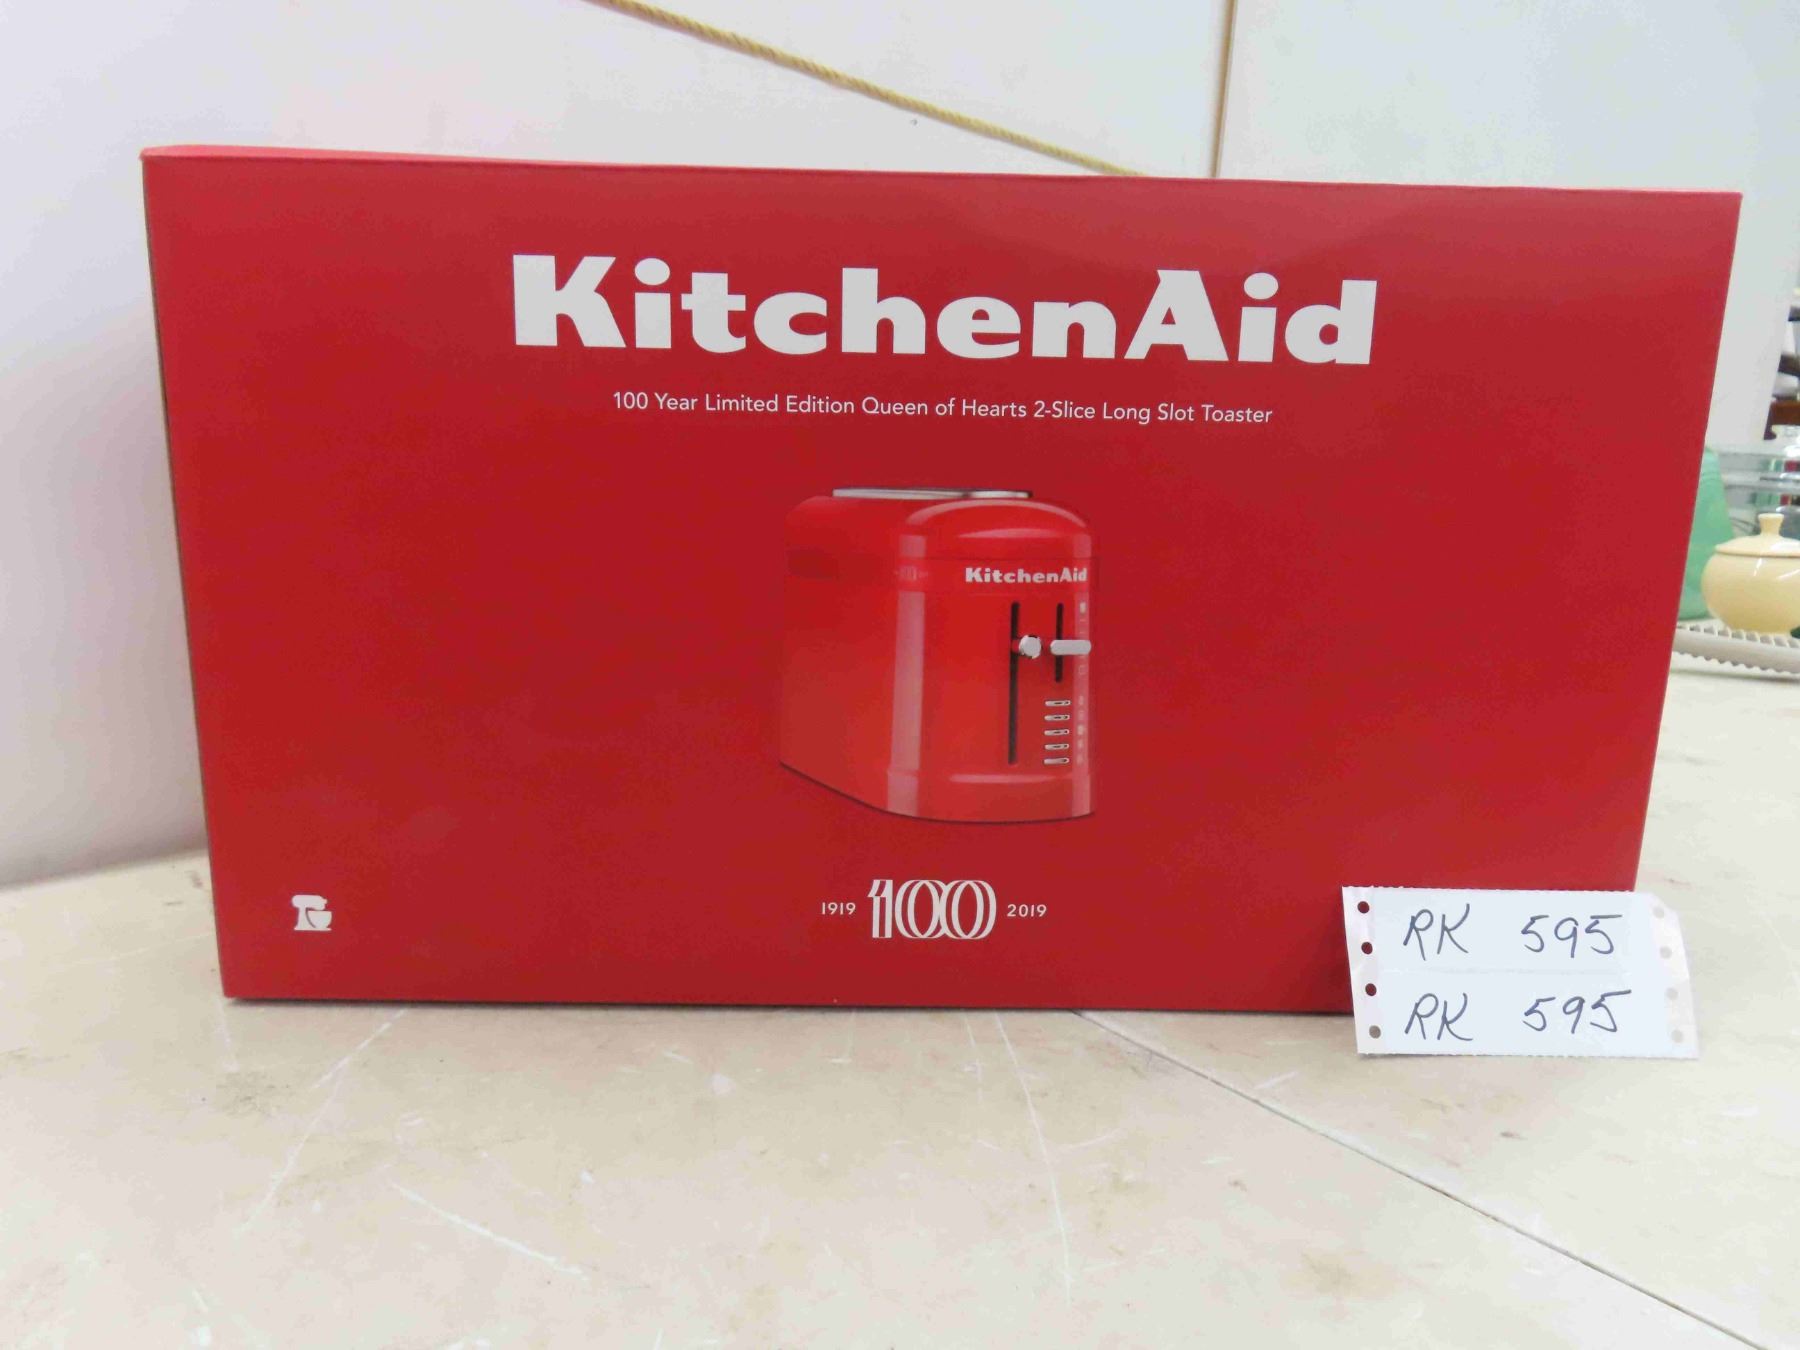 KitchenAid
100 Year Limited Edition Queen of Hearts 2-Slice Long Slot Toaster
KitchenAid
1919 100 2019
RK 595
RK 595